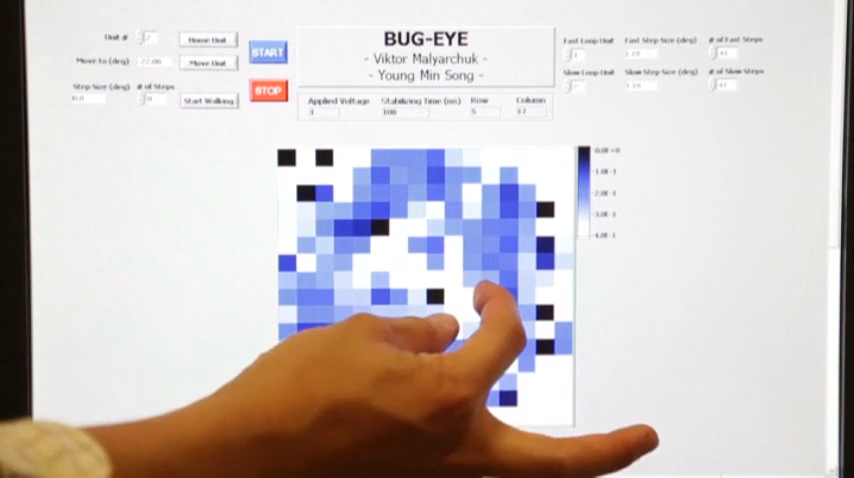 Unit #
Home Unit
Move to (deg)
Move Unit
Step Size (deg) # of Steps
Start Walking
START
STOP
BUG-EYE
- Viktor Malyarchuk -
- Young Min Song -
Applied Voltage Stabilizing Time (ms) Row Column
3 100 5 17
Fast Loop Unit Fast Step Size (deg) # of Fast Steps
Slow Loop Unit Slow Step Size (deg) # of Slow Steps